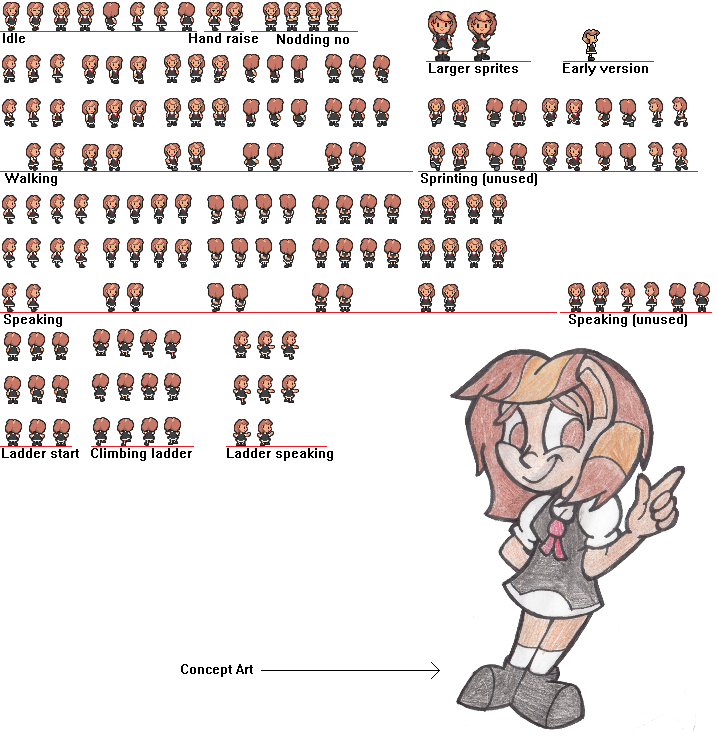 Idle
Hand raise
Nodding no
Larger sprites
Early version
Walking
Sprinting (unused)
Speaking
Speaking (unused)
Ladder start
Climbing ladder
Ladder speaking
Concept Art